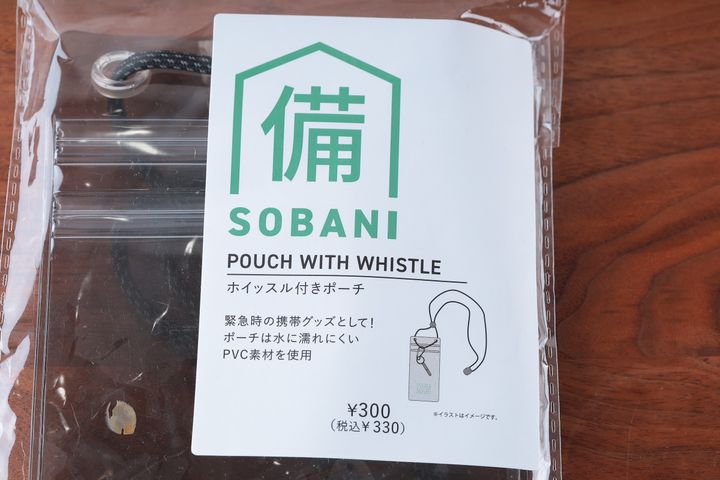 備
SOBANI
POUCH WITH WHISTLE
ホイッスル付きポーチ
緊急時の携帯グッズとして!
ポーチは水に濡れにくい
PVC素材を使用
¥300
(税込¥330)
※イラストはイメージです。